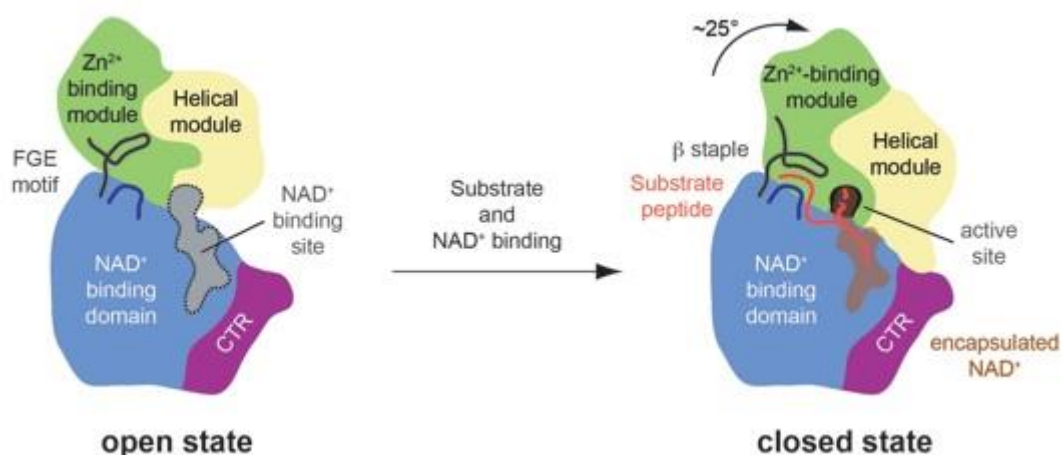 Zn²⁺
binding
module
Helical
module
FGE
motif
NAD⁺
binding
site
NAD⁺
binding
domain
CTR
open state
Substrate
and
NAD⁺ binding
~25°
Zn²⁺-binding
module
Helical
module
β staple
Substrate
peptide
active
site
NAD⁺
binding
domain
CTR
encapsulated
NAD⁺
closed state